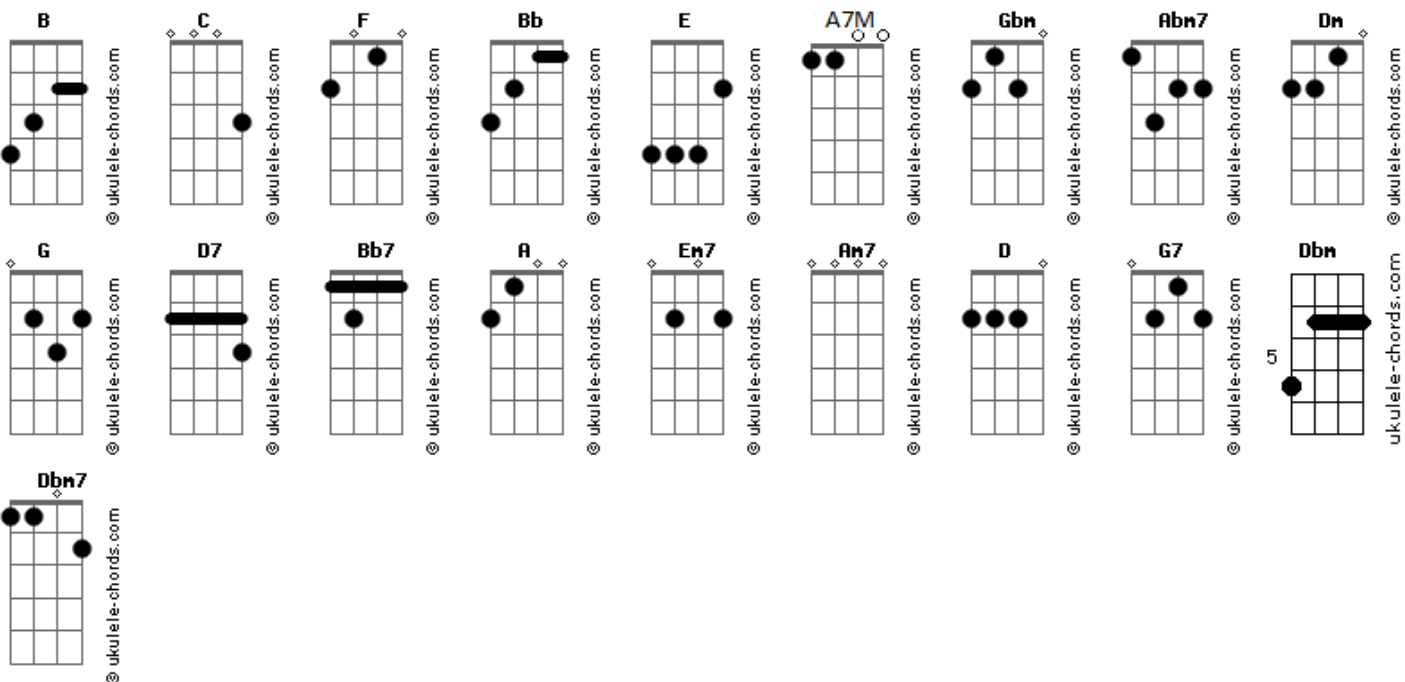 B C F Bb E A7M Gbm Abm7 Dm
© ukulele-chords.com © ukulele-chords.com © ukulele-chords.com © ukulele-chords.com © ukulele-chords.com © ukulele-chords.com © ukulele-chords.com © ukulele-chords.com © ukulele-chords.com
G D7 Bb7 A Em7 Am7 D G7 Dbm
© ukulele-chords.com © ukulele-chords.com © ukulele-chords.com © ukulele-chords.com © ukulele-chords.com © ukulele-chords.com © ukulele-chords.com © ukulele-chords.com 5 ukulele-chords.com
Dbm7
© ukulele-chords.com